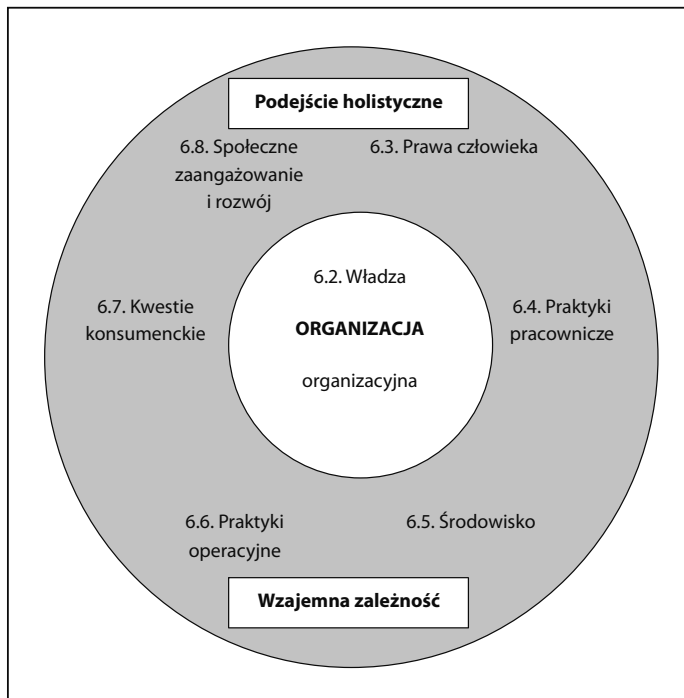 Podejście holistyczne
6.8. Społeczne
zaangażowanie
i rozwój
6.3. Prawa człowieka
6.2. Władza
ORGANIZACJA
organizacyjna
6.7. Kwestie
konsumenckie
6.4. Praktyki
pracownicze
6.6. Praktyki
operacyjne
6.5. Środowisko
Wzajemna zależność